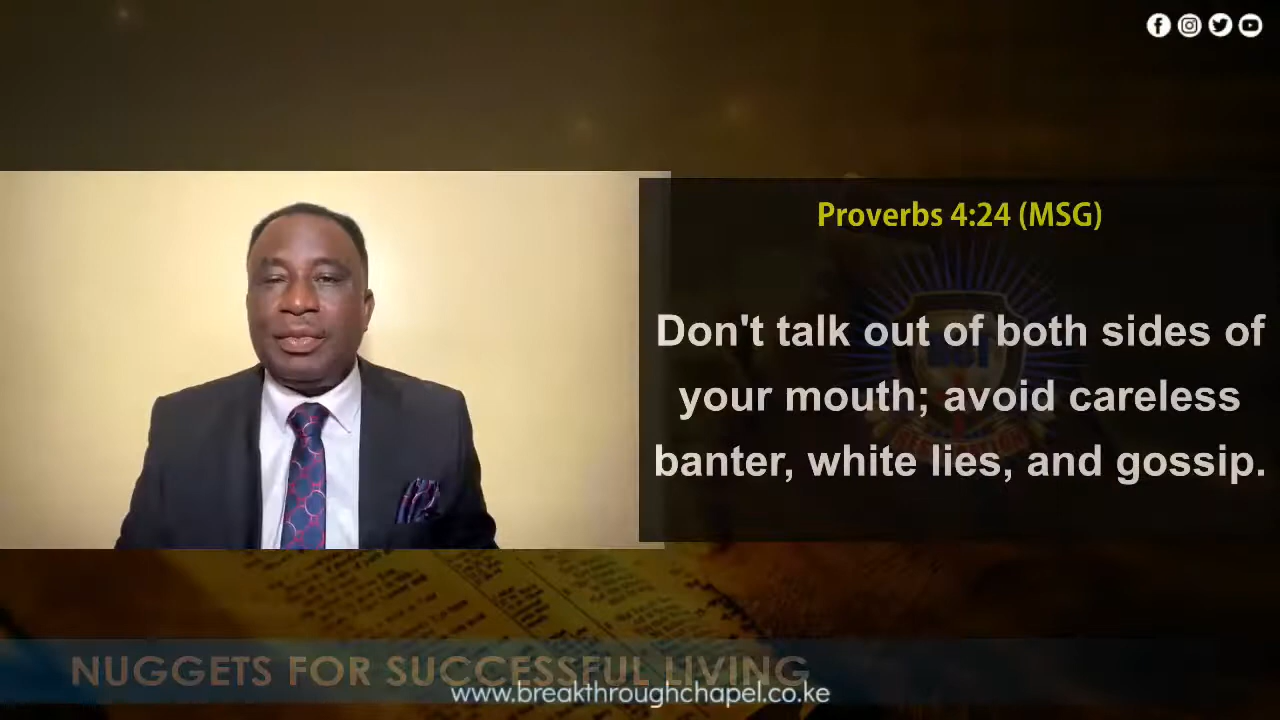 Proverbs 4:24 (MSG)
Don't talk out of both sides of
your mouth; avoid careless
banter, white lies, and gossip.
NUGGETS FOR SUCCESSFUL LIVING
www.breakthroughchapel.co.ke